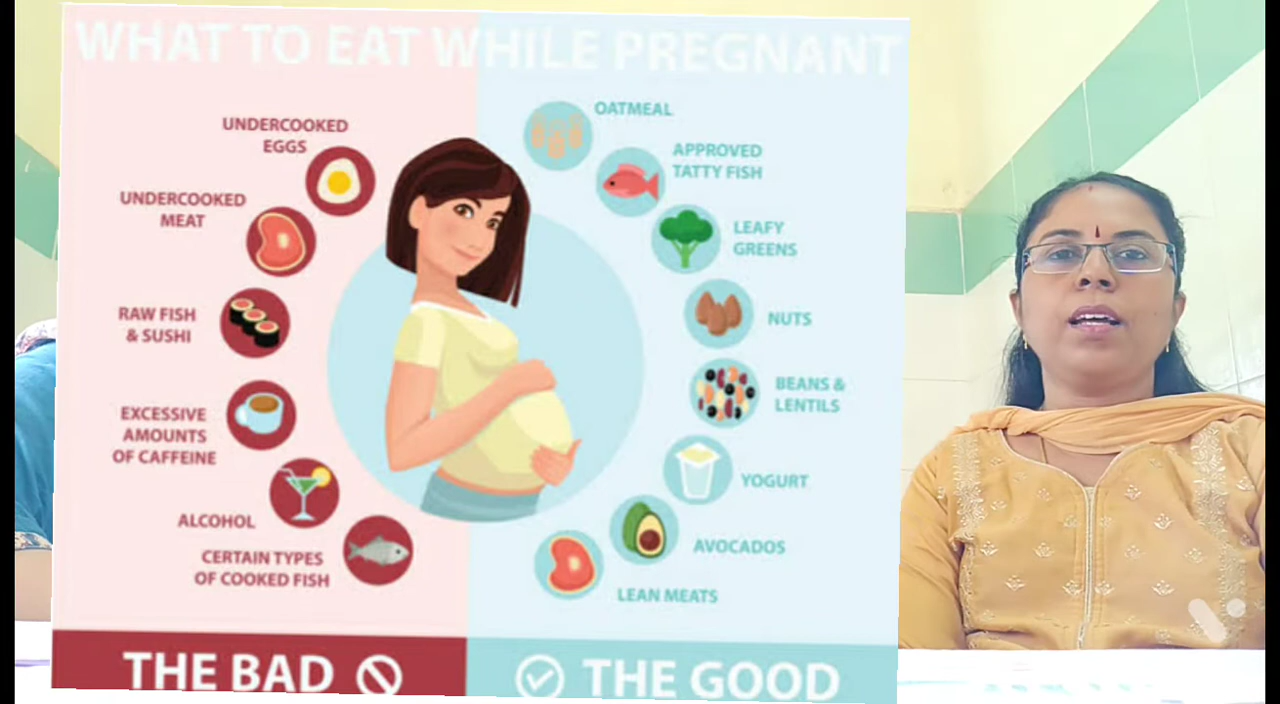 WHAT TO EAT WHILE PREGNANT
UNDERCOOKED
EGGS
UNDERCOOKED
MEAT
RAW FISH
& SUSHI
EXCESSIVE
AMOUNTS
OF CAFFEINE
ALCOHOL
CERTAIN TYPES
OF COOKED FISH
THE BAD
OATMEAL
APPROVED
TATTY FISH
LEAFY
GREENS
NUTS
BEANS &
LENTILS
YOGURT
AVOCADOS
LEAN MEATS
THE GOOD